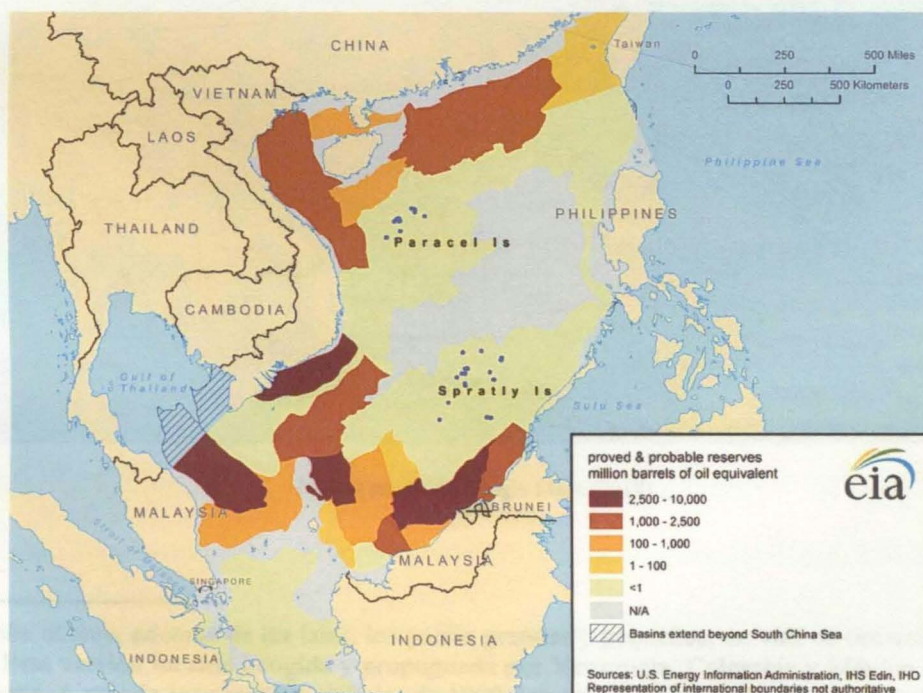 CHINA
Taiwan
0 250 500 Miles
0 250 500 Kilometers
VIETNAM
LAOS
Philippine Sea
THAILAND
PHILIPPINES
Paracel Is
CAMBODIA
Gulf of
Thailand
Spratly Is
Sulu Sea
MALAYSIA
BRUNEI
MALAYSIA
SINGAPORE
INDONESIA
INDONESIA
proved & probable reserves
million barrels of oil equivalent
eia
2,500 - 10,000
1,000 - 2,500
100 - 1,000
1 - 100
<1
N/A
Basins extend beyond South China Sea
Sources: U.S. Energy Information Administration, IHS Edin, IHO
Representation of international boundaries not authoritative